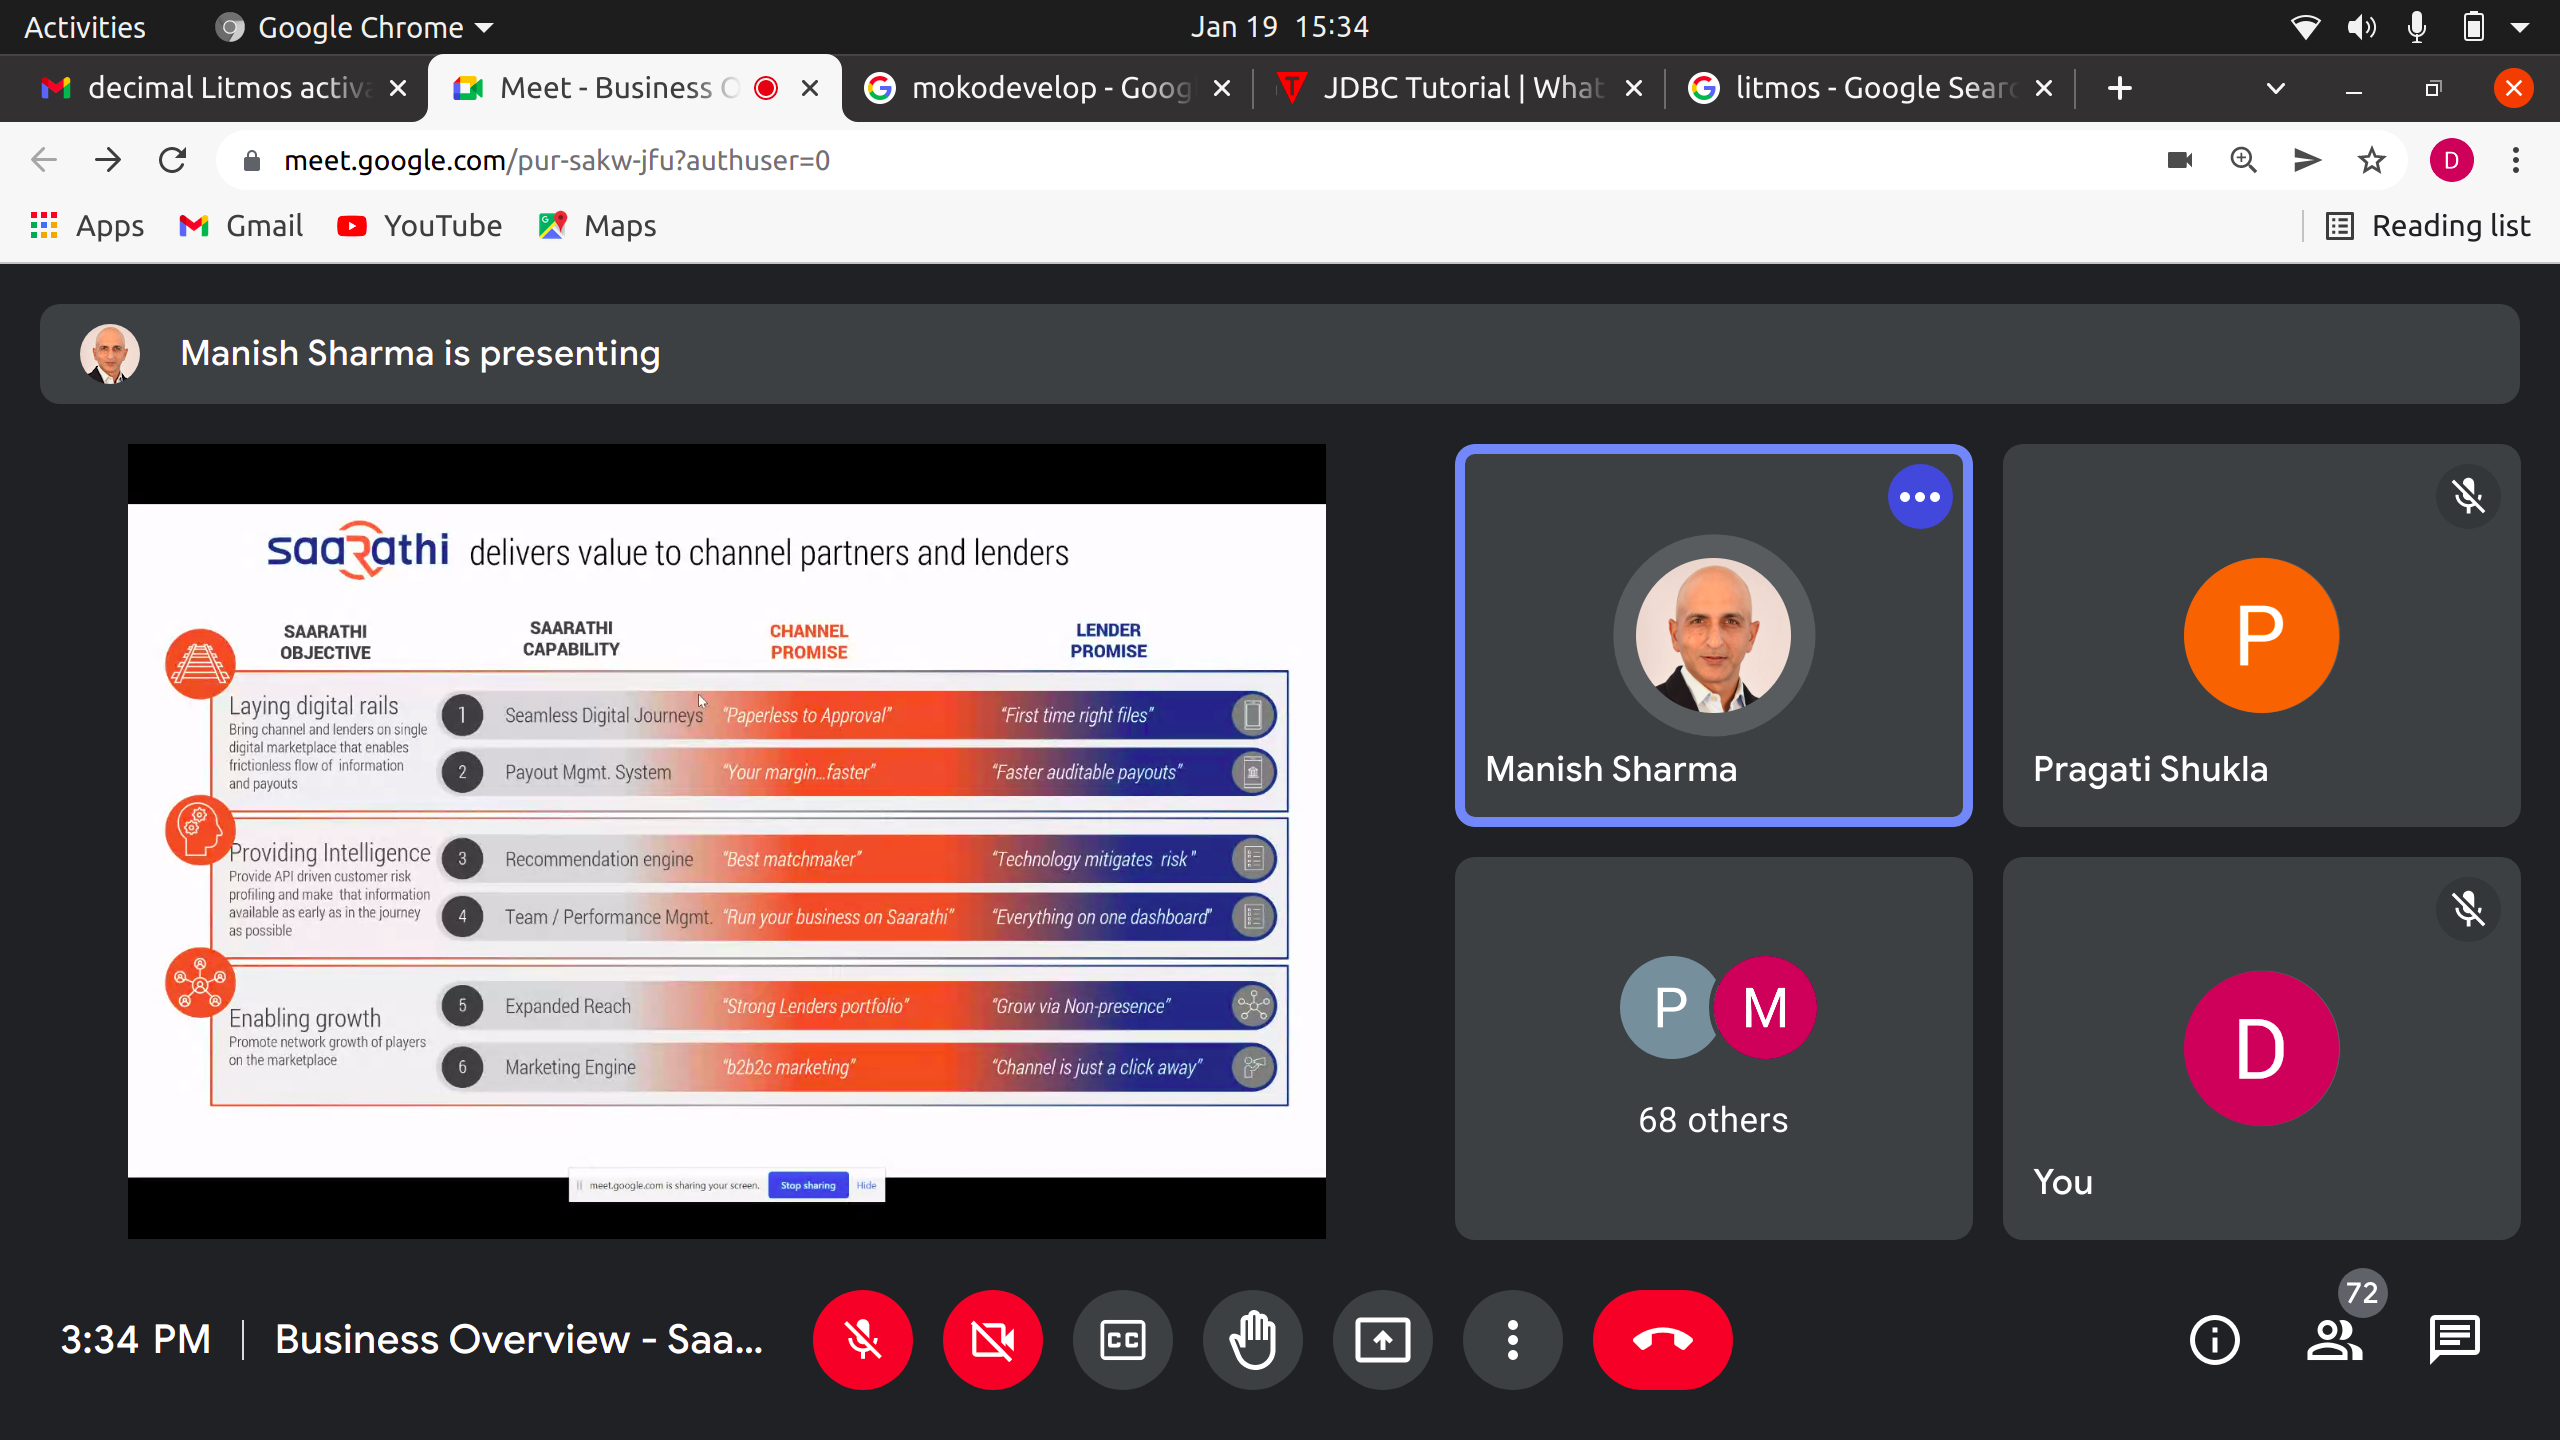 Activities
Google Chrome
Jan 19 15:34
decimal Litmos activa
Meet - Business O
mokodevelop - Goog
JDBC Tutorial | What
litmos - Google Searc
meet.google.com/pur-sakw-jfu?authuser=0
D
Apps
Gmail
YouTube
Maps
Reading list
Manish Sharma is presenting
saaRathi delivers value to channel partners and lenders
SAARATHI
OBJECTIVE
SAARATHI
CAPABILITY
CHANNEL
PROMISE
LENDER
PROMISE
Laying digital rails
Bring channel and lenders on single
digital marketplace that enables
frictionless flow of information
and payouts
1 Seamless Digital Journeys "Paperless to Approval" "First time right files"
2 Payout Mgmt. System "Your margin...faster" "Faster auditable payouts"
Providing Intelligence
Provide API driven customer risk
profiling and make that information
available as early as in the journey
as possible
3 Recommendation engine "Best matchmaker" "Technology mitigates risk"
4 Team / Performance Mgmt. "Run your business on Saarathi" "Everything on one dashboard"
Enabling growth
Promote network growth of players
on the marketplace
5 Expanded Reach "Strong Lenders portfolio" "Grow via Non-presence"
6 Marketing Engine "b2b2c marketing" "Channel is just a click away"
meet.google.com is sharing your screen. Stop sharing Hide
Manish Sharma
P
Pragati Shukla
P M
68 others
D
You
3:34 PM | Business Overview - Saa...
CC
72